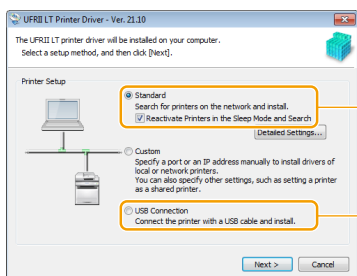 UFRII LT Printer Driver - Ver. 21.10
The UFRII LT Printer Driver will be installed on your computer.
Select a setup method, and then click [Next].
Printer Setup
Standard
Search for printers on the network and install.
Reactivate Printers in the Sleep Mode and Search
Detailed Settings...
Custom
Specify a port or an IP address manually to install drivers of
local or network printers.
You can also specify other settings, such as setting a printer
as a shared printer.
USB Connection
Connect the printer with a USB cable and install.
Next >
Cancel